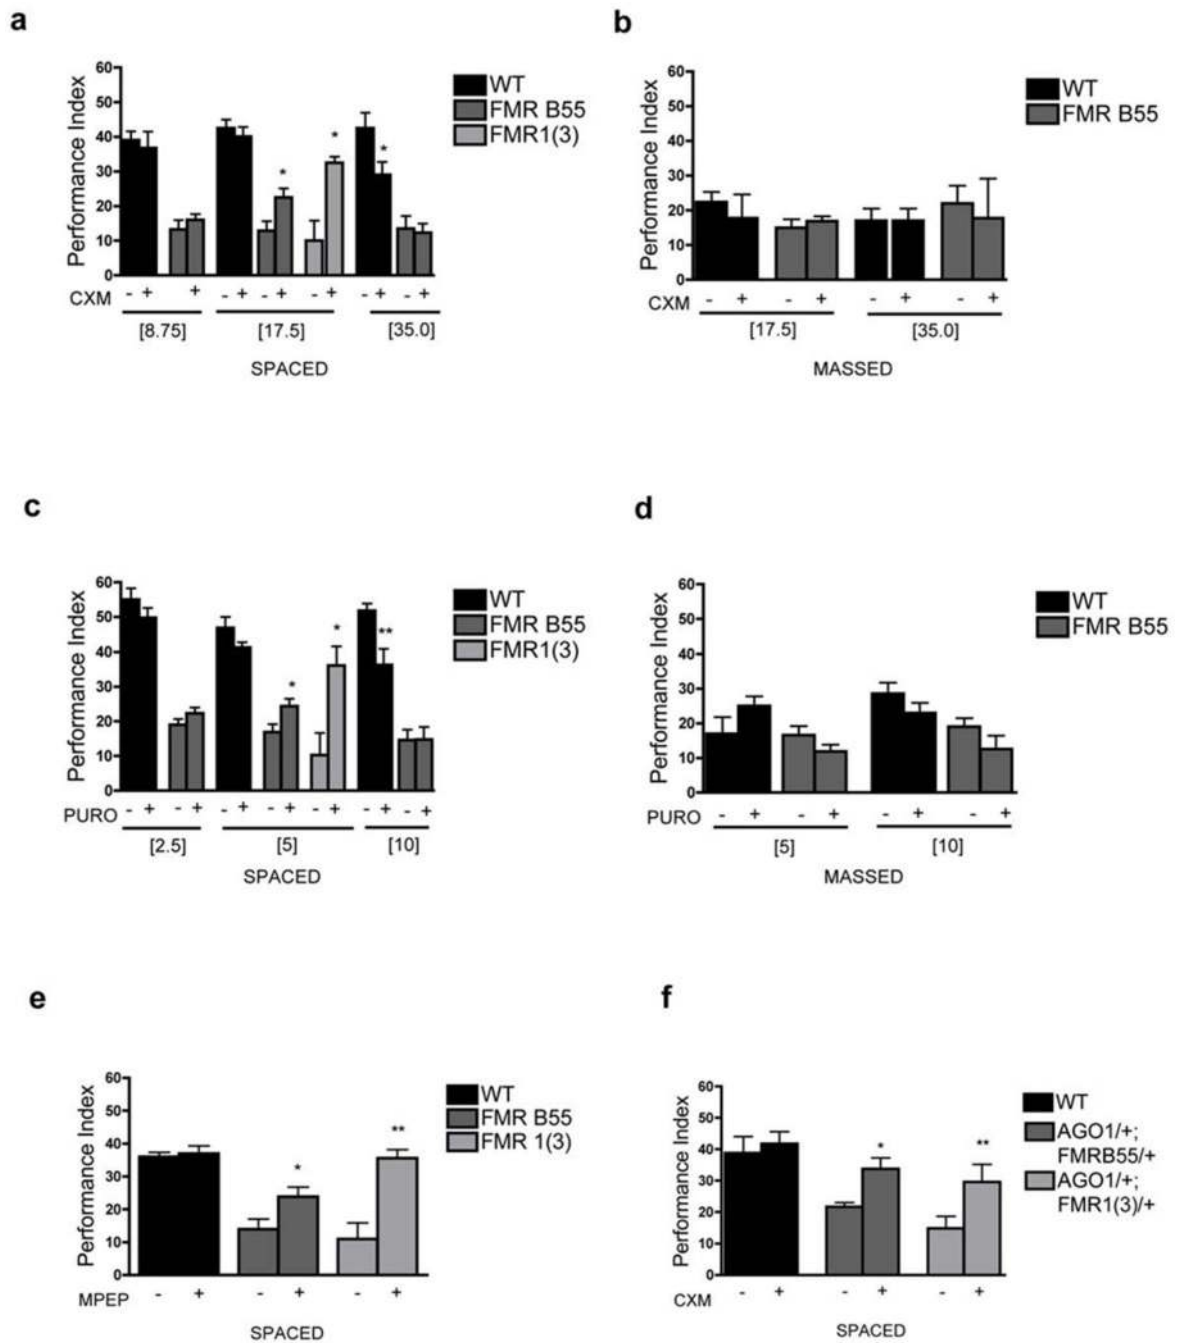 a
Performance Index
60
50
40
30
20
10
0
WT
FMR B55
FMR1(3)
* * *
CXM - + + - + - + - + - + - +
[8.75] [17.5] [35.0]
SPACED
b
Performance Index
60
50
40
30
20
10
0
WT
FMR B55
CXM - + - + - + - +
[17.5] [35.0]
MASSED
c
Performance Index
60
50
40
30
20
10
0
WT
FMR B55
FMR1(3)
* * **
PURO - + - + - + - + - + - + - +
[2.5] [5] [10]
SPACED
d
Performance Index
60
50
40
30
20
10
0
WT
FMR B55
PURO - + - + - + - +
[5] [10]
MASSED
e
Performance Index
60
50
40
30
20
10
0
WT
FMR B55
FMR 1(3)
* **
MPEP - + - + - +
SPACED
f
Performance Index
60
50
40
30
20
10
0
WT
AGO1/+;
FMRB55/+
AGO1/+;
FMR1(3)/+
* **
CXM - + - + - +
SPACED